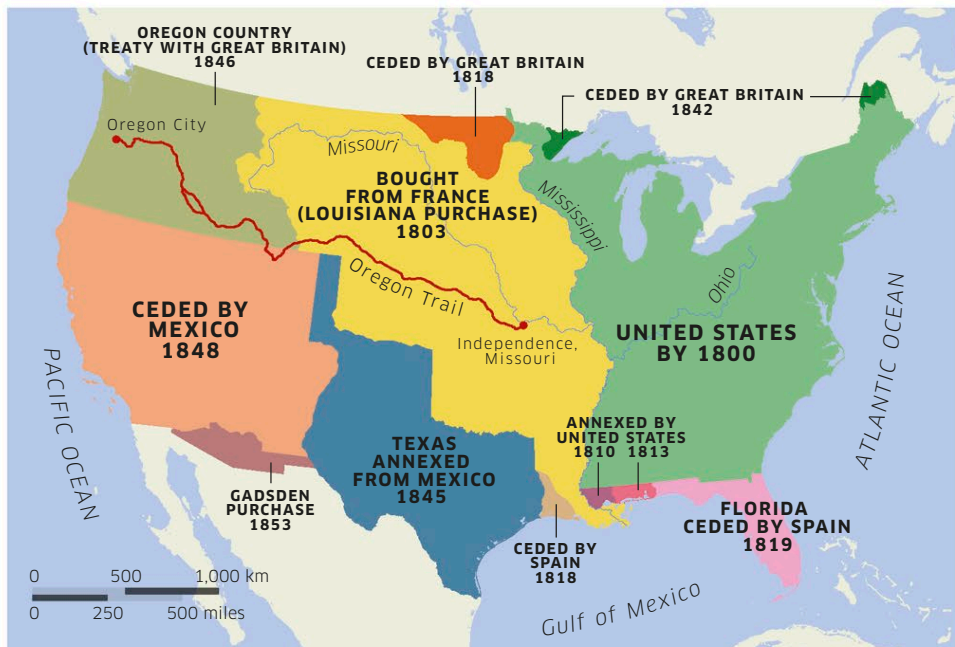 OREGON COUNTRY
(TREATY WITH GREAT BRITAIN)
1846
CEDED BY GREAT BRITAIN
1818
CEDED BY GREAT BRITAIN
1842
Oregon City
Missouri
BOUGHT
FROM FRANCE
(LOUISIANA PURCHASE)
1803
Mississippi
Ohio
Oregon Trail
CEDED BY
MEXICO
1848
Independence,
Missouri
UNITED STATES
BY 1800
PACIFIC OCEAN
ATLANTIC OCEAN
ANNEXED BY
UNITED STATES
1810 1813
TEXAS
ANNEXED
FROM MEXICO
1845
GADSDEN
PURCHASE
1853
FLORIDA
CEDED BY SPAIN
1819
CEDED BY
SPAIN
1818
Gulf of Mexico
0 500 1,000 km
0 250 500 miles